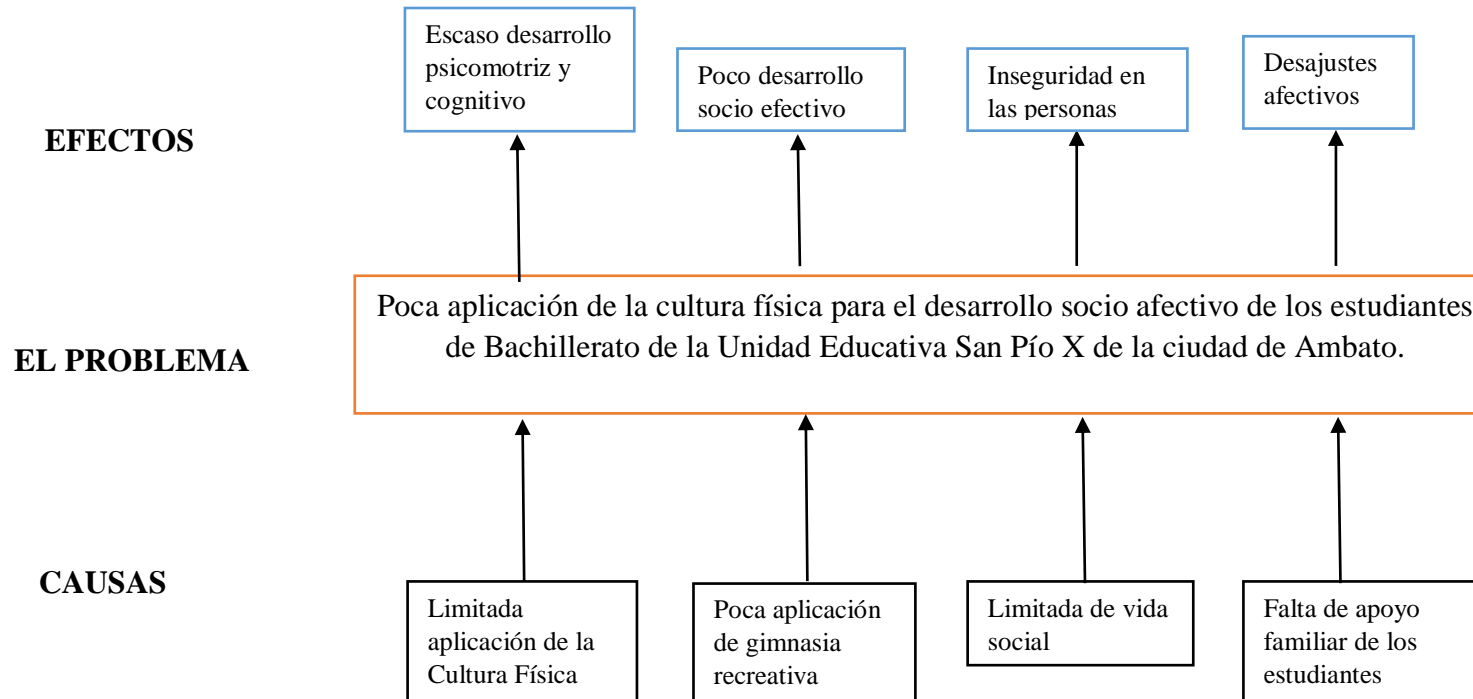 Escaso desarrollo
psicomotriz y
cognitivo
Poco desarrollo
socio efectivo
Inseguridad en
las personas
Desajustes
afectivos
EFECTOS
Poca aplicación de la cultura física para el desarrollo socio afectivo de los estudiantes
de Bachillerato de la Unidad Educativa San Pío X de la ciudad de Ambato.
EL PROBLEMA
CAUSAS
Limitada
aplicación de la
Cultura Física
Poca aplicación
de gimnasia
recreativa
Limitada de vida
social
Falta de apoyo
familiar de los
estudiantes